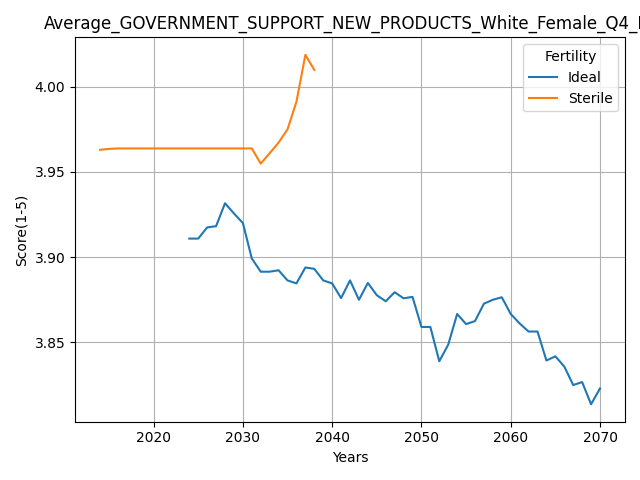 Average_GOVERNMENT_SUPPORT_NEW_PRODUCTS_White_Female_Q4_
Fertility
Ideal
Sterile
Score(1-5)
4.00
3.95
3.90
3.85
2020 2030 2040 2050 2060 2070
Years